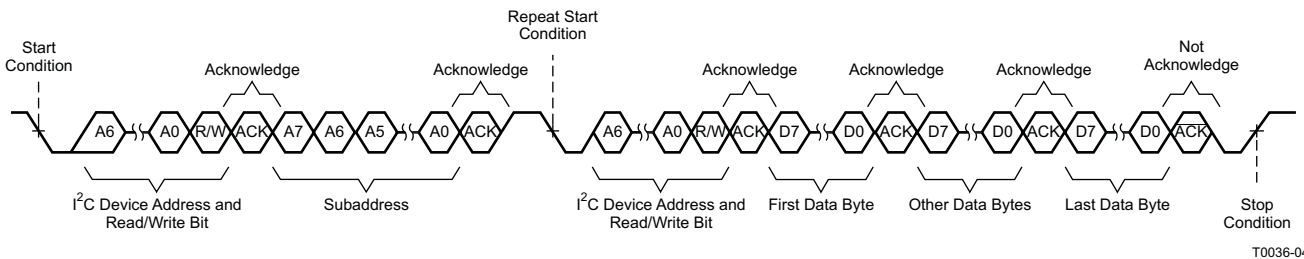 Repeat Start
Condition
Start
Condition
Not
Acknowledge
Acknowledge
Acknowledge
Acknowledge
Acknowledge
Acknowledge
A6 A0 R/W ACK A7 A6 A5 A0 ACK A6 A0 R/W ACK D7 D0 ACK D7 D0 ACK D7 D0 ACK
I²C Device Address and
Read/Write Bit
Subaddress
I²C Device Address and
Read/Write Bit
First Data Byte
Other Data Bytes
Last Data Byte
Stop
Condition
T0036-04